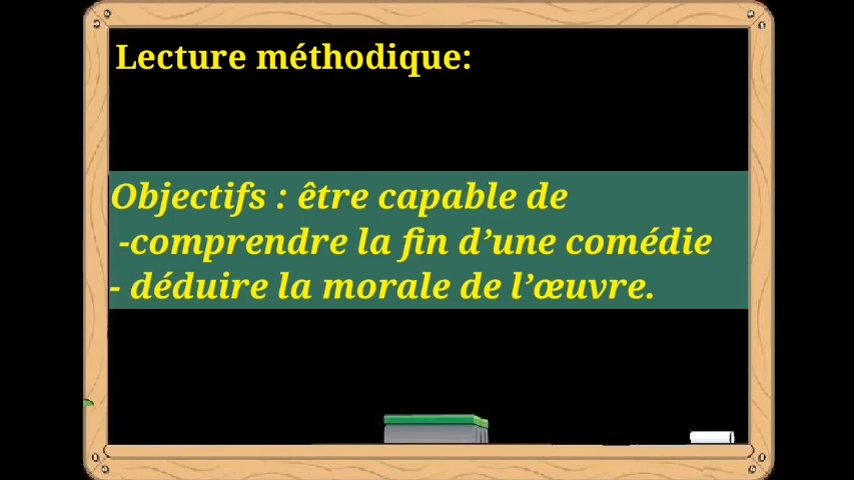 Lecture méthodique:
Objectifs : être capable de
-comprendre la fin d’une comédie
- déduire la morale de l’œuvre.